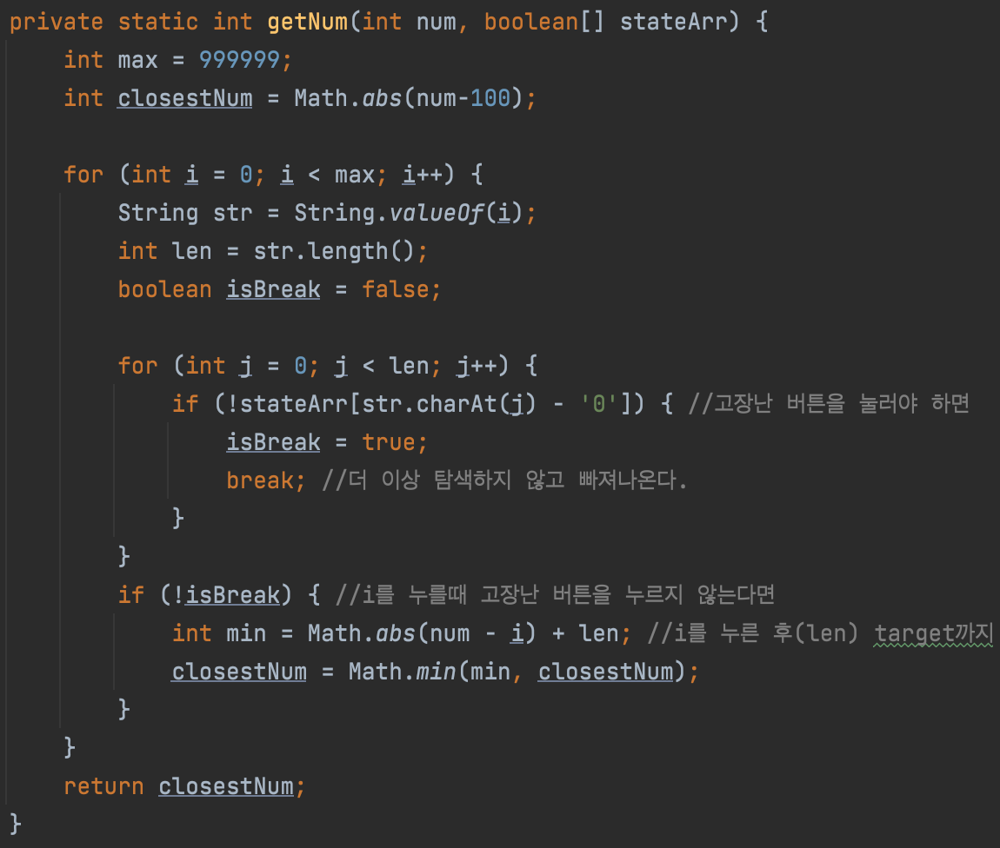 private static int getNum(int num, boolean[] stateArr) {
int max = 999999;
int closestNum = Math.abs(num-100);
for (int i = 0; i < max; i++) {
String str = String.valueOf(i);
int len = str.length();
boolean isBreak = false;
for (int j = 0; j < len; j++) {
if (!stateArr[str.charAt(j) - '0']) { //고장난 버튼을 눌러야 하면
isBreak = true;
break; //더 이상 탐색하지 않고 빠져나온다.
}
}
if (!isBreak) { //i를 누를때 고장난 버튼을 누르지 않는다면
int min = Math.abs(num - i) + len; //i를 누른 후(len) target까지
closestNum = Math.min(min, closestNum);
}
}
return closestNum;
}